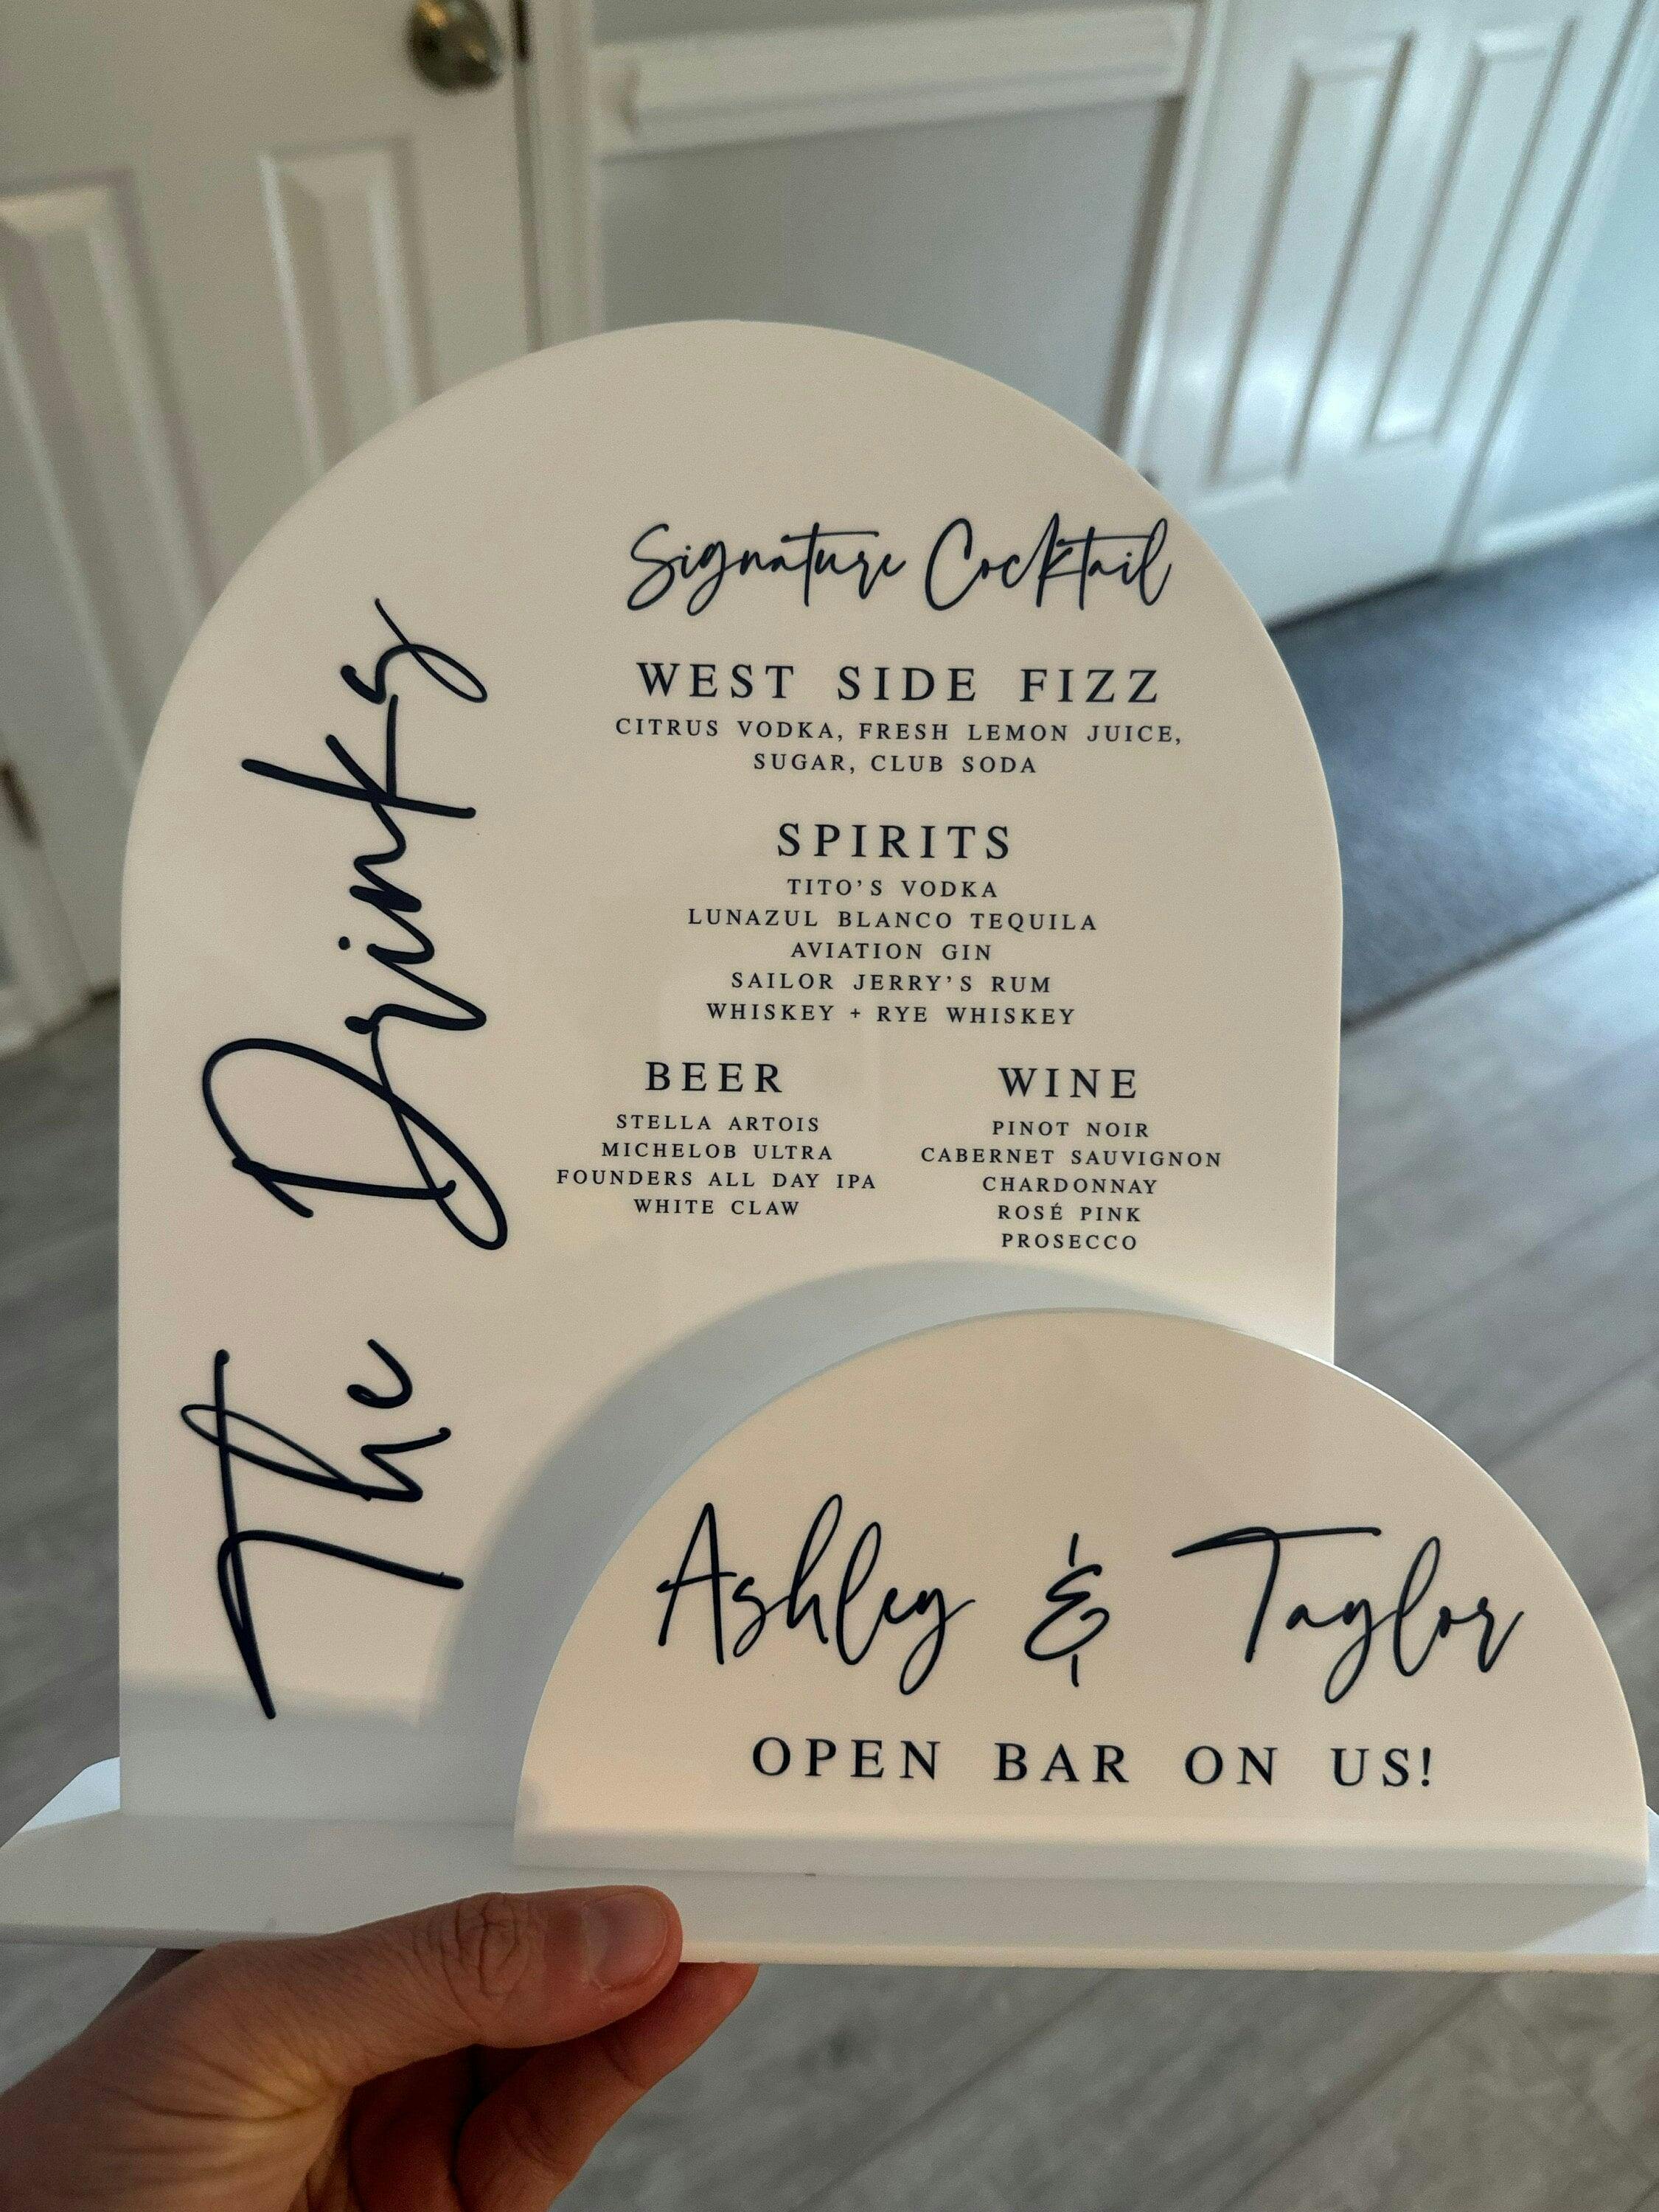 The Drinks
Signature Cocktail
WEST SIDE FIZZ
CITRUS VODKA, FRESH LEMON JUICE,
SUGAR, CLUB SODA
SPIRITS
TITO'S VODKA
LUNAZUL BLANCO TEQUILA
AVIATION GIN
SAILOR JERRY'S RUM
WHISKEY + RYE WHISKEY
BEER
STELLA ARTOIS
MICHELOB ULTRA
FOUNDERS ALL DAY IPA
WHITE CLAW
WINE
PINOT NOIR
CABERNET SAUVIGNON
CHARDONNAY
ROSÉ PINK
PROSECCO
Ashley & Taylor
OPEN BAR ON US!